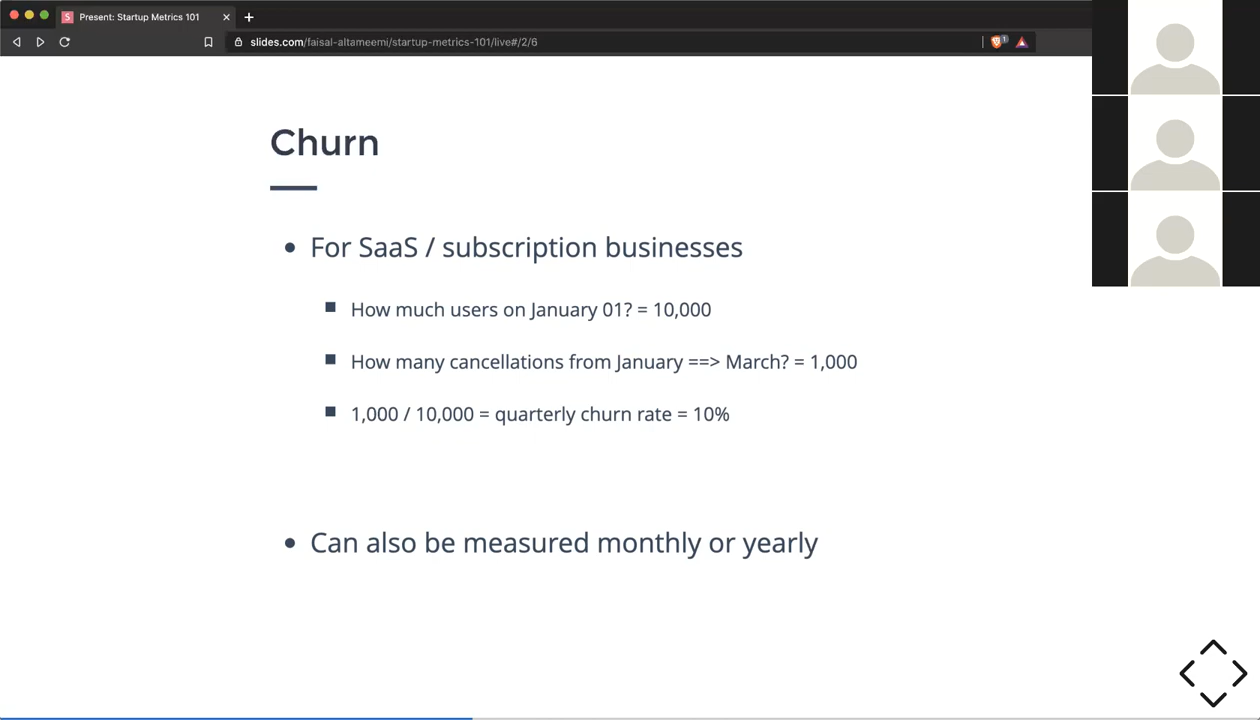 Present: Startup Metrics 101
slides.com/faisal-altameemi/startup-metrics-101/live#/2/6
Churn
For SaaS / subscription businesses
How much users on January 01? = 10,000
How many cancellations from January ==> March? = 1,000
1,000 / 10,000 = quarterly churn rate = 10%
Can also be measured monthly or yearly